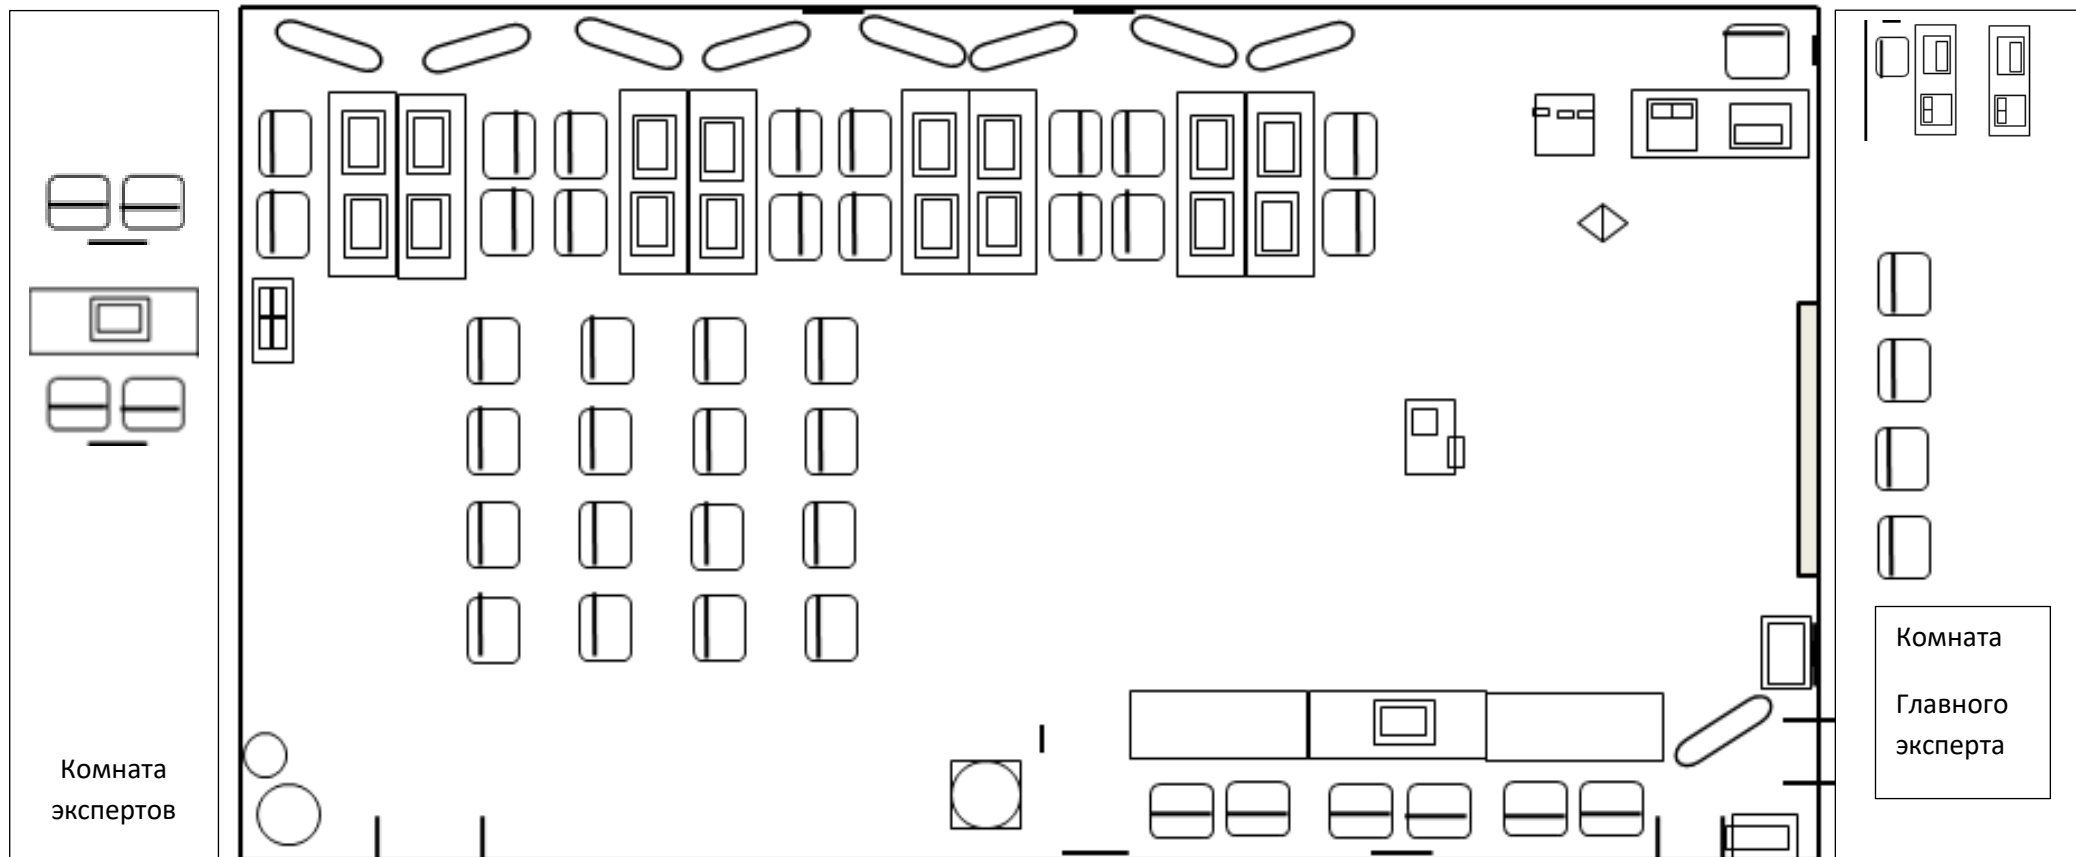 Комната
экспертов
Комната
Главного
эксперта